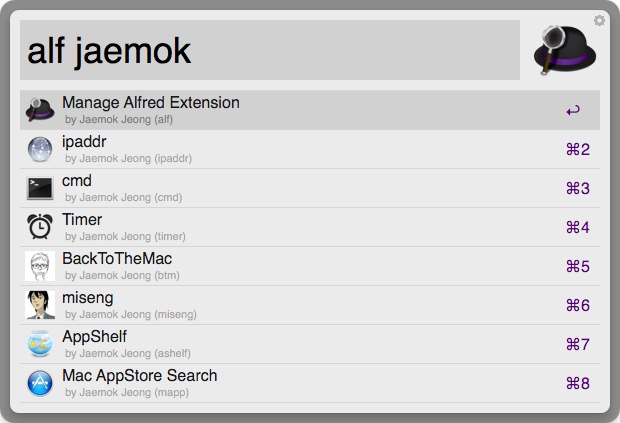 alf jaemok
Manage Alfred Extension
by Jaemok Jeong (alf)
↩
ipaddr
by Jaemok Jeong (ipaddr)
⌘2
cmd
by Jaemok Jeong (cmd)
⌘3
Timer
by Jaemok Jeong (timer)
⌘4
BackToTheMac
by Jaemok Jeong (btm)
⌘5
miseng
by Jaemok Jeong (miseng)
⌘6
AppShelf
by Jaemok Jeong (ashelf)
⌘7
Mac AppStore Search
by Jaemok Jeong (mapp)
⌘8